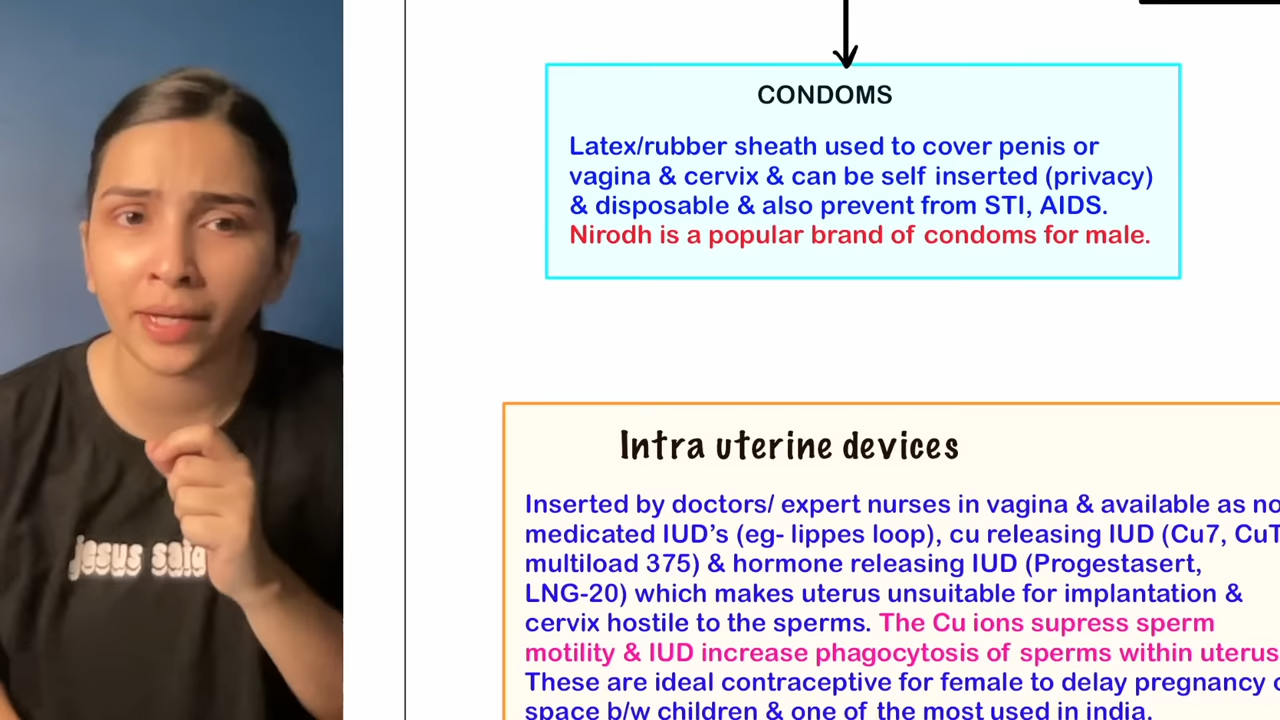 CONDOMS
Latex/rubber sheath used to cover penis or
vagina & cervix & can be self inserted (privacy)
& disposable & also prevent from STI, AIDS.
Nirodh is a popular brand of condoms for male.
Intra uterine devices
Inserted by doctors/ expert nurses in vagina & available as no
medicated IUD's (eg- lippes loop), cu releasing IUD (Cu7, CuT
multiload 375) & hormone releasing IUD (Progestasert,
LNG-20) which makes uterus unsuitable for implantation &
cervix hostile to the sperms. The Cu ions supress sperm
motility & IUD increase phagocytosis of sperms within uterus
These are ideal contraceptive for female to delay pregnancy
space b/w children & one of the most used in india.
jesus said